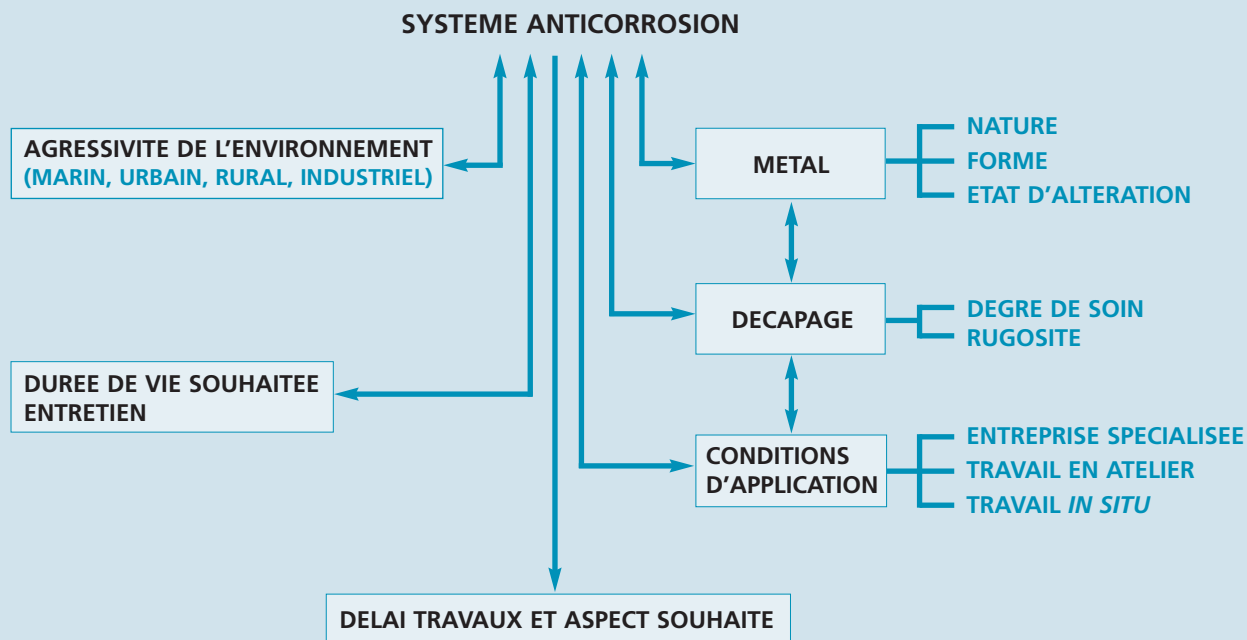 SYSTEME ANTICORROSION
AGRESSIVITE DE L'ENVIRONNEMENT
(MARIN, URBAIN, RURAL, INDUSTRIEL)
METAL
NATURE
FORME
ETAT D'ALTERATION
DECAPAGE
DEGRE DE SOIN
RUGOSITE
DUREE DE VIE SOUHAITEE
ENTRETIEN
CONDITIONS
D'APPLICATION
ENTREPRISE SPECIALISEE
TRAVAIL EN ATELIER
TRAVAIL IN SITU
DELAI TRAVAUX ET ASPECT SOUHAITE